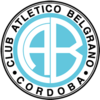 CLUB ATLETICO BELGRANO
CAB
• CORDOBA •